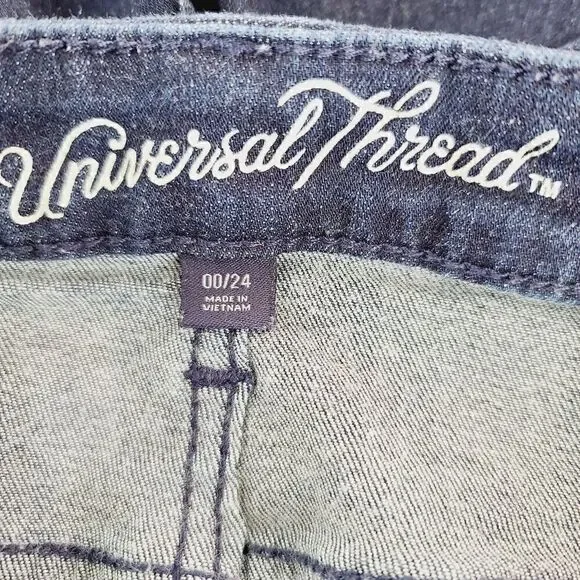 Universal Thread™
00/24
MADE IN
VIETNAM